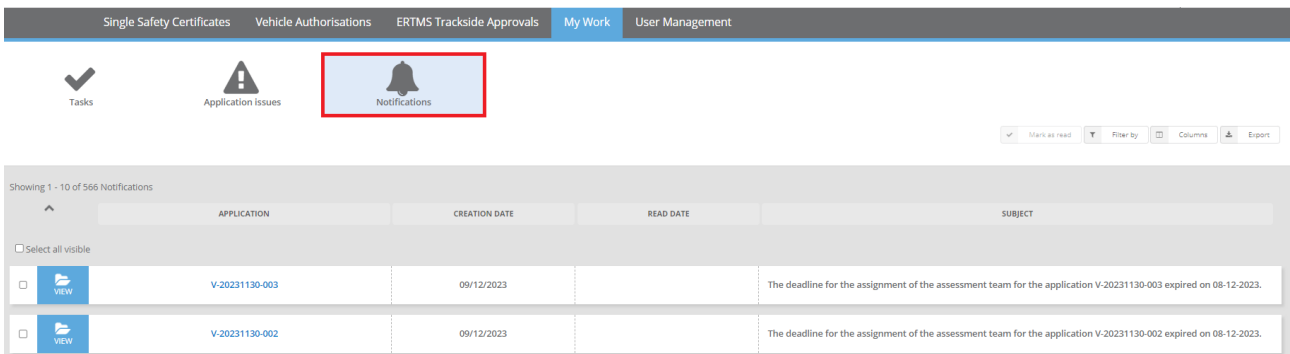 Single Safety Certificates Vehicle Authorisations ERTMS Trackside Approvals My Work User Management
Tasks Application issues Notifications
Mark as read Filter by Columns Export
Showing 1 - 10 of 566 Notifications
APPLICATION CREATION DATE READ DATE SUBJECT
Select all visible
VIEW V-20231130-003 09/12/2023 The deadline for the assignment of the assessment team for the application V-20231130-003 expired on 08-12-2023.
VIEW V-20231130-002 09/12/2023 The deadline for the assignment of the assessment team for the application V-20231130-002 expired on 08-12-2023.